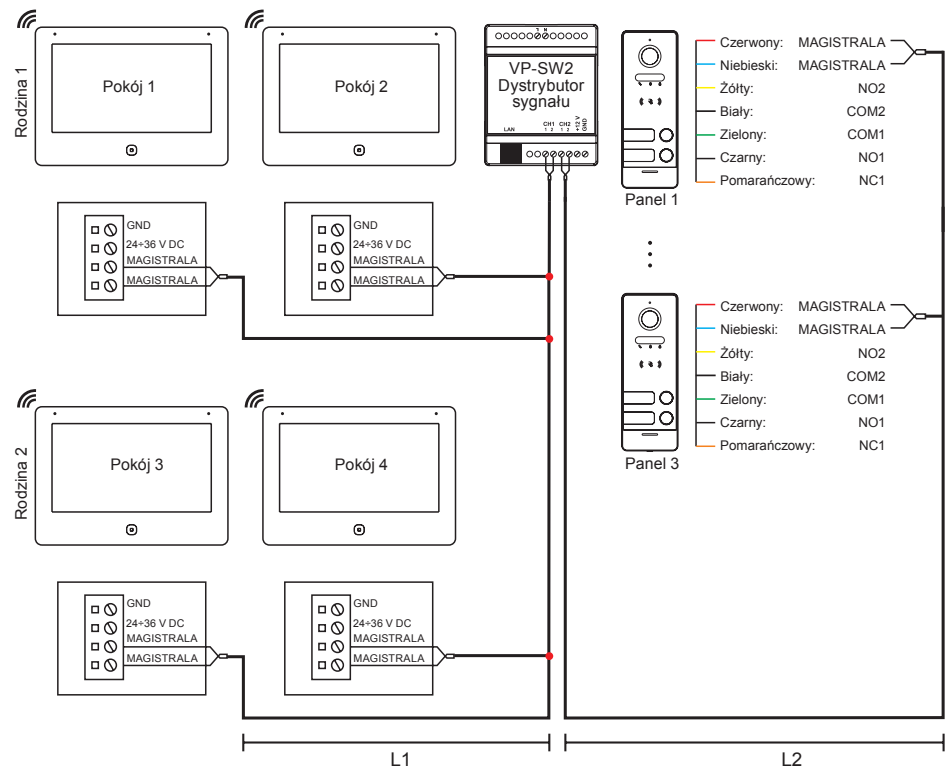 Rodzina 1
Pokój 1
Pokój 2
L N
VP-SW2
Dystrybutor
sygnału
LAN
CH1 CH2
1 2 1 2
+12 V
GND
Czerwony: MAGISTRALA
Niebieski: MAGISTRALA
Żółty: NO2
Biały: COM2
Zielony: COM1
Czarny: NO1
Pomarańczowy: NC1
Panel 1
GND
24÷36 V DC
MAGISTRALA
MAGISTRALA
GND
24÷36 V DC
MAGISTRALA
MAGISTRALA
Czerwony: MAGISTRALA
Niebieski: MAGISTRALA
Żółty: NO2
Biały: COM2
Zielony: COM1
Czarny: NO1
Pomarańczowy: NC1
Panel 3
Rodzina 2
Pokój 3
Pokój 4
GND
24÷36 V DC
MAGISTRALA
MAGISTRALA
GND
24÷36 V DC
MAGISTRALA
MAGISTRALA
L1
L2